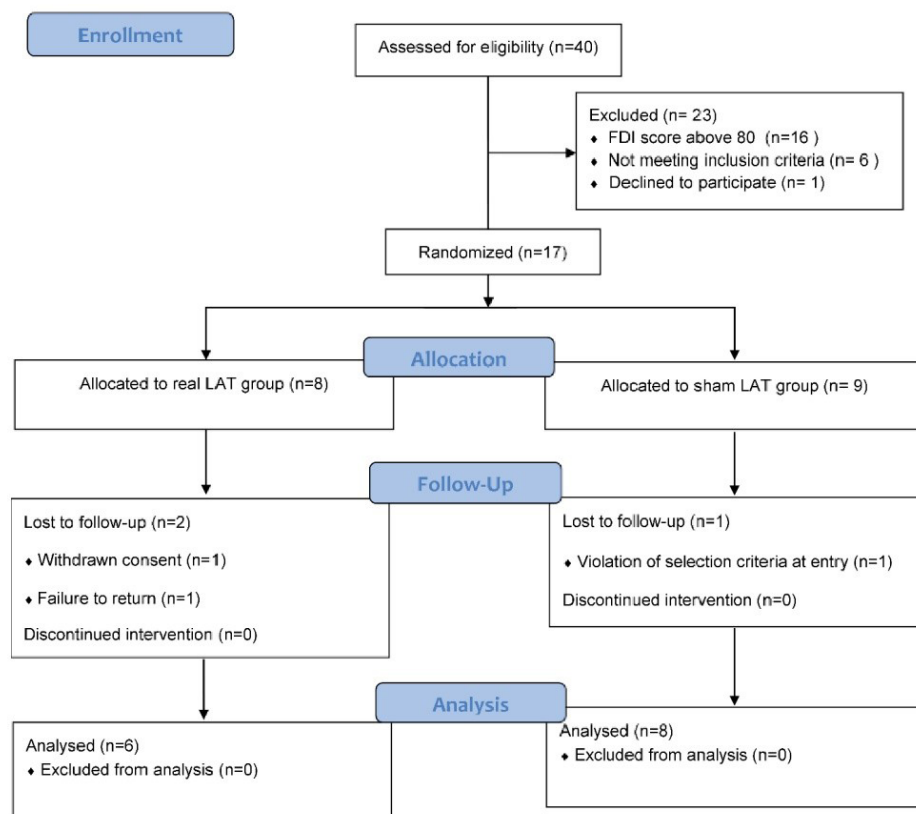 Enrollment
Assessed for eligibility (n=40)
Excluded (n= 23)
♦ FDI score above 80 (n=16 )
♦ Not meeting inclusion criteria (n= 6 )
♦ Declined to participate (n= 1)
Randomized (n=17)
Allocation
Allocated to real LAT group (n=8)
Allocated to sham LAT group (n= 9)
Follow-Up
Lost to follow-up (n=2)
♦ Withdrawn consent (n=1)
♦ Failure to return (n=1)
Discontinued intervention (n=0)
Lost to follow-up (n=1)
♦ Violation of selection criteria at entry (n=1)
Discontinued intervention (n=0)
Analysis
Analysed (n=6)
♦ Excluded from analysis (n=0)
Analysed (n=8)
♦ Excluded from analysis (n=0)